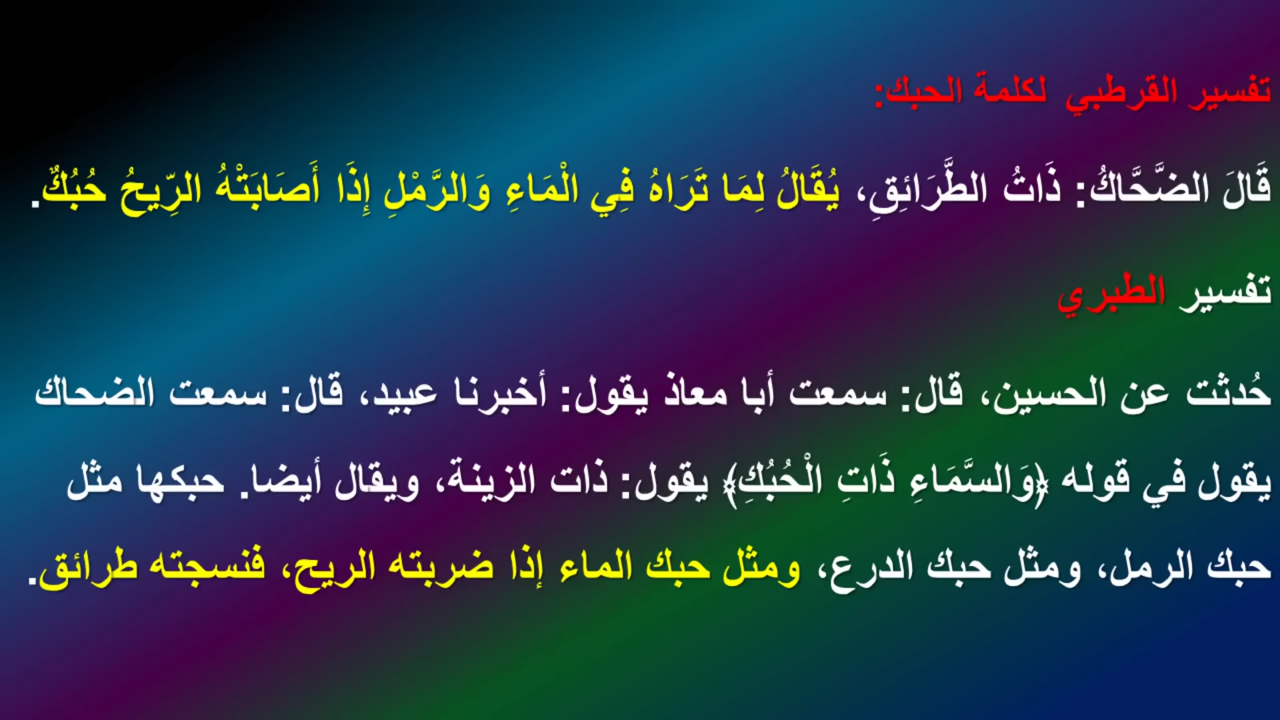 تفسير القرطبي لكلمة الحبك:
قَالَ الضَّحَّاكُ: ذَاتُ الطَّرَائِقِ، يُقَالُ لِمَا تَرَاهُ فِي الْمَاءِ وَالرَّمْلِ إِذَا أَصَابَتْهُ الرِّيحُ حُبُكٌ.
تفسير الطبري
حُدثت عن الحسين، قال: سمعت أبا معاذ يقول: أخبرنا عبيد، قال: سمعت الضحاك
يقول في قوله ﴿وَالسَّمَاءِ ذَاتِ الْحُبُكِ﴾ يقول: ذات الزينة، ويقال أيضا. حبكها مثل
حبك الرمل، ومثل حبك الدرع، ومثل حبك الماء إذا ضربته الريح، فنسجته طرائق.